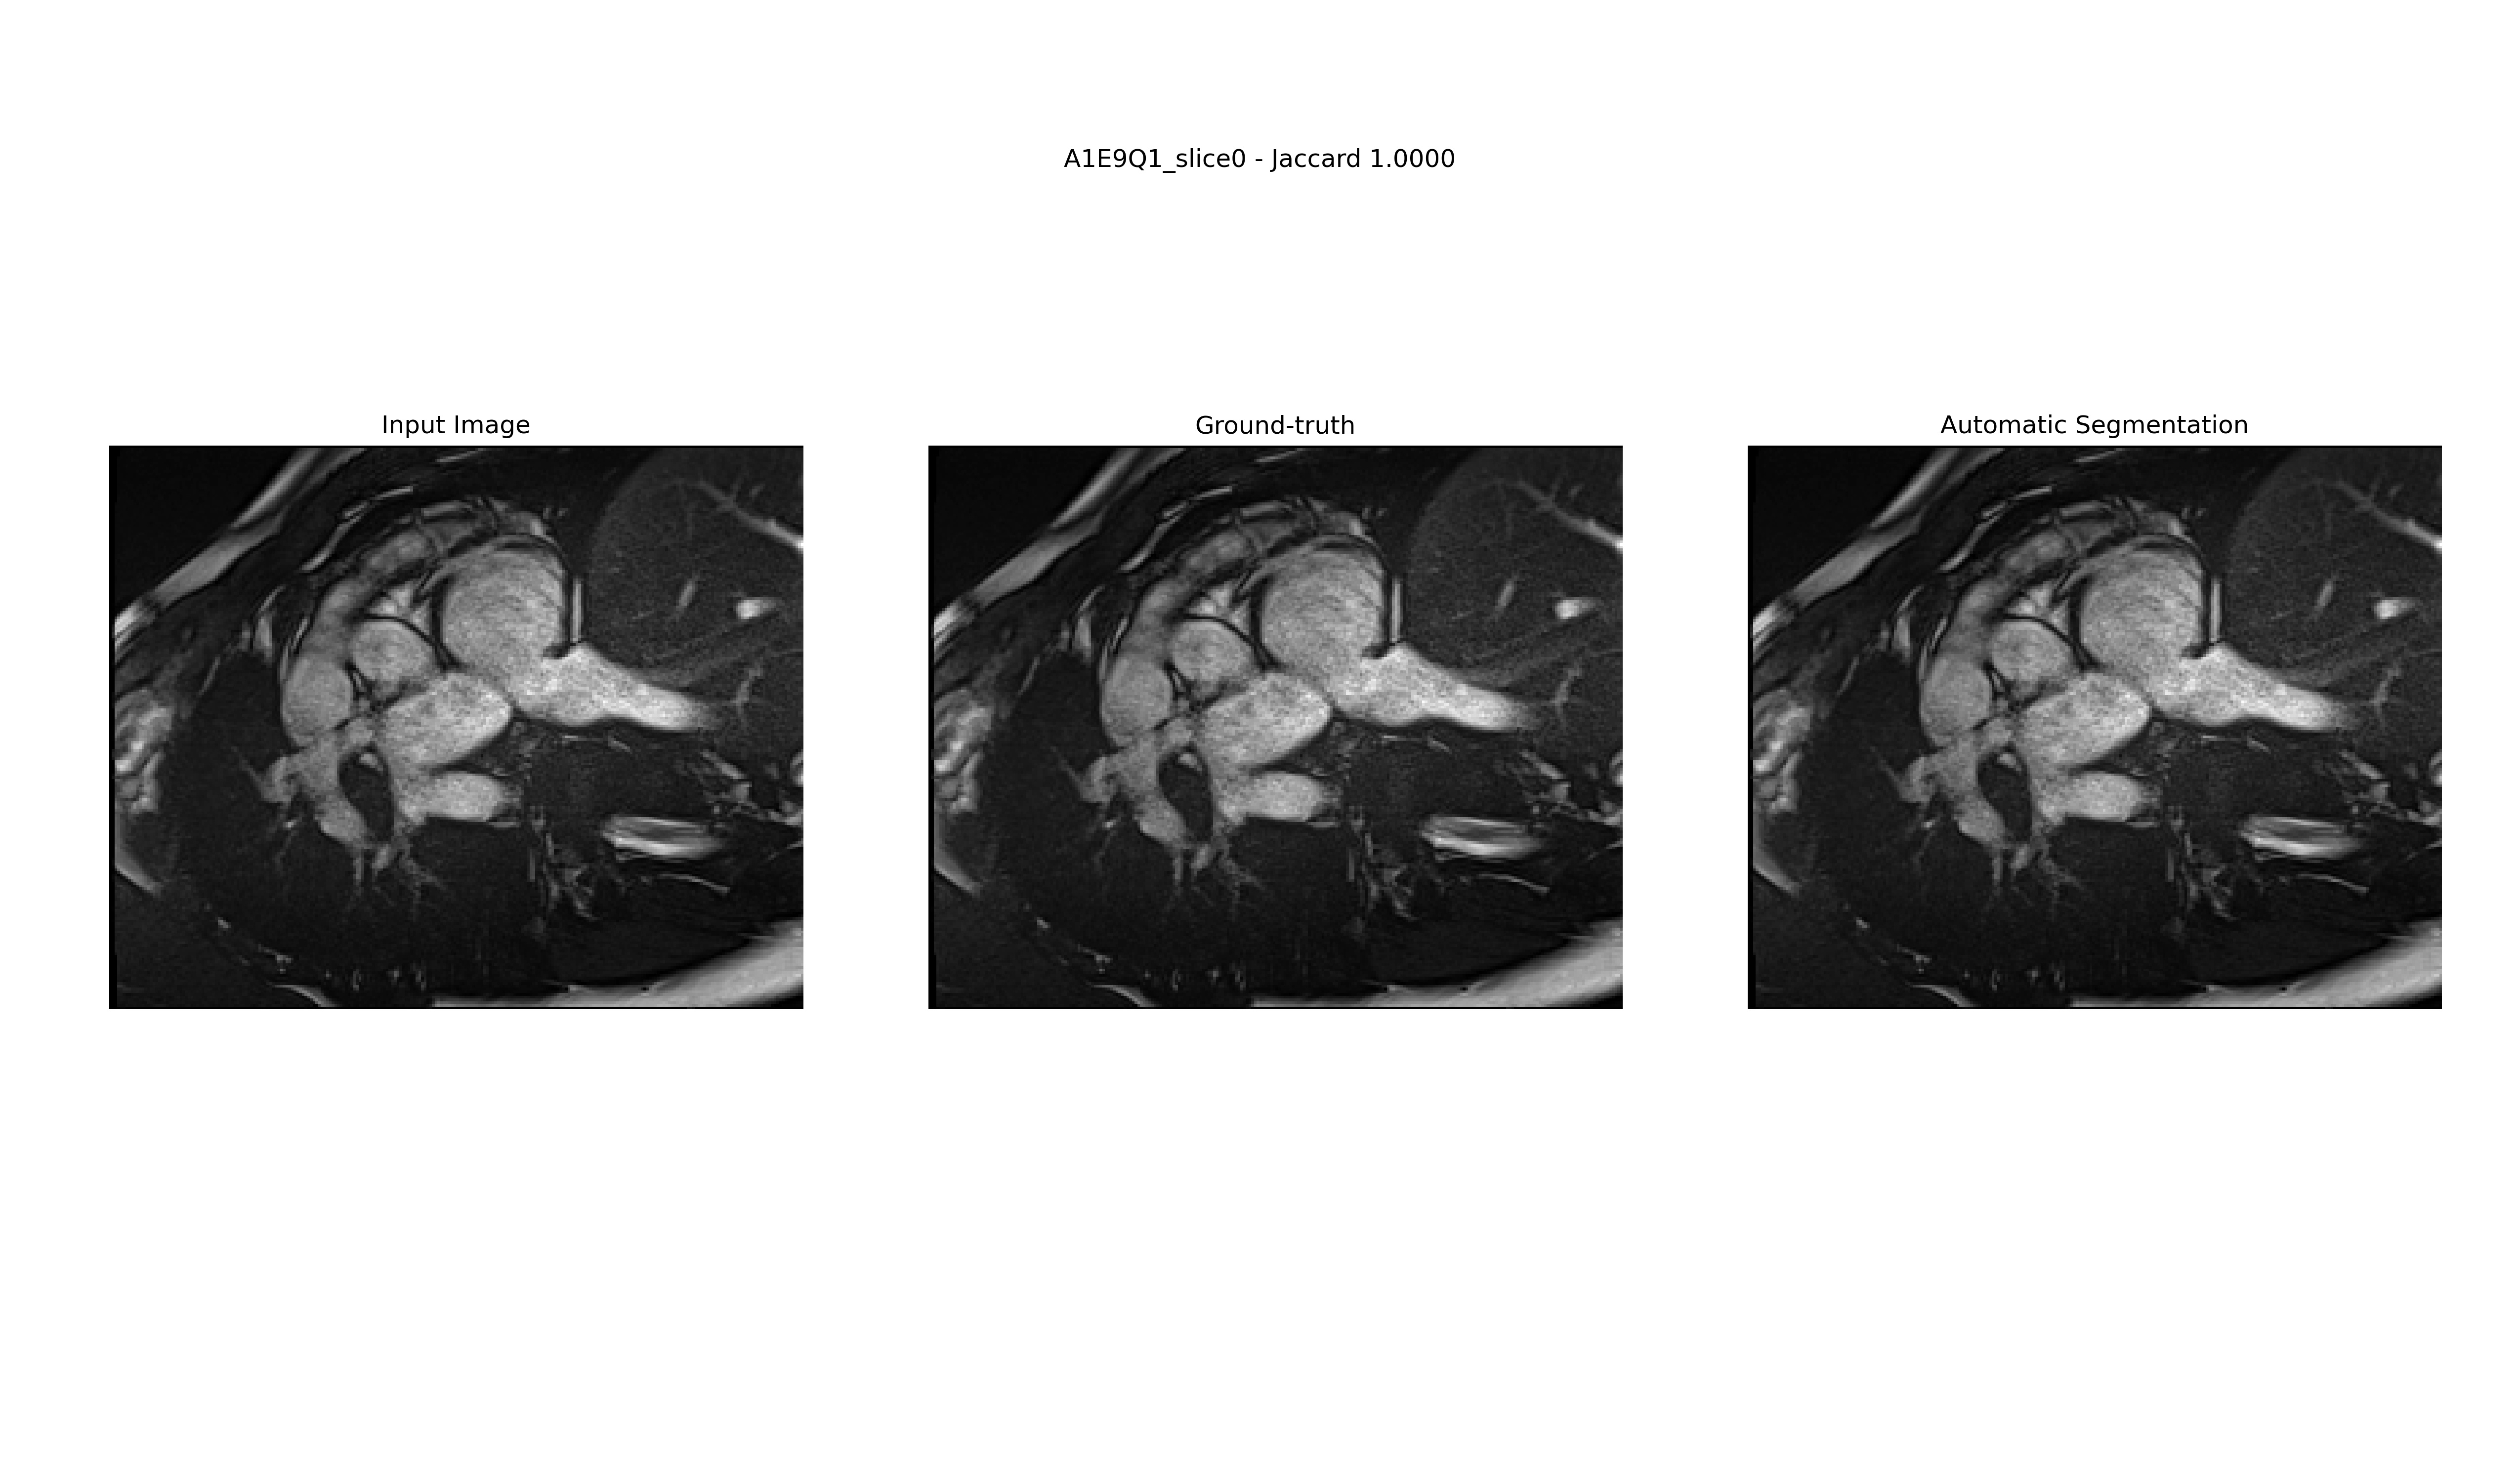 A1E9Q1_slice0 - Jaccard 1.0000
Input Image
Ground-truth
Automatic Segmentation